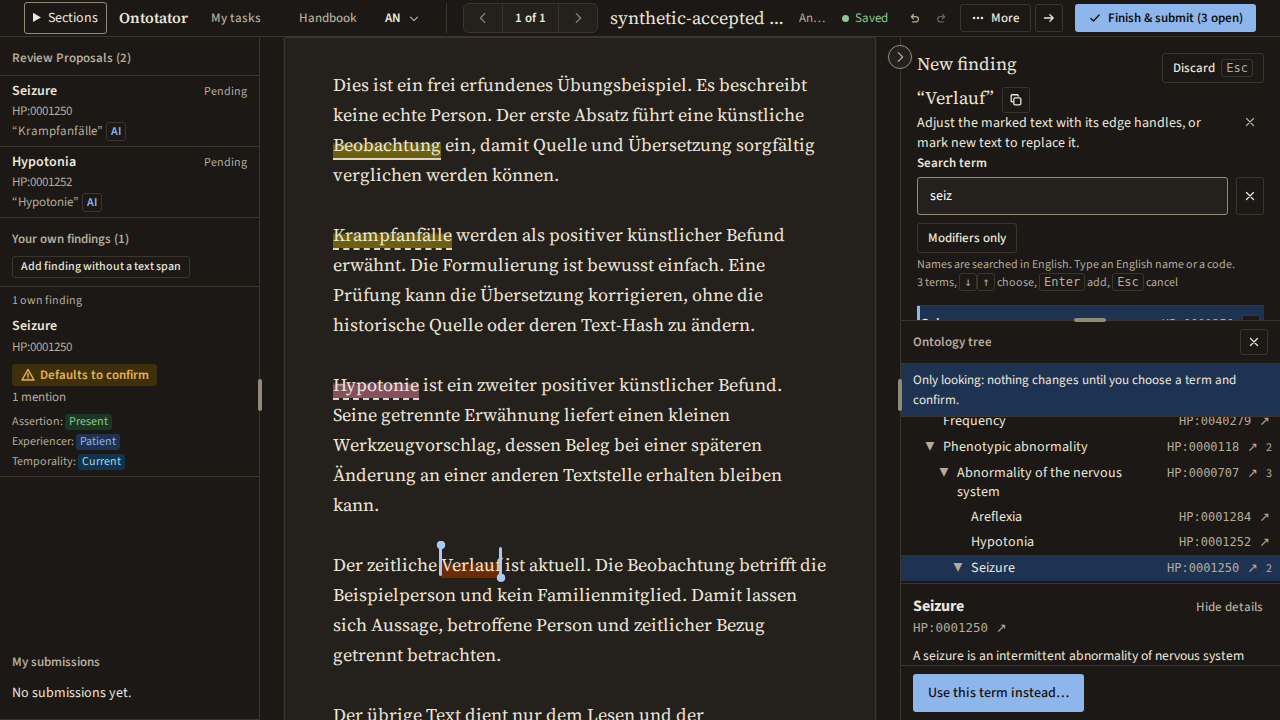 Sections
Ontotator
My tasks
Handbook
AN
1 of 1
synthetic-accepted ...
An...
Saved
More
Finish & submit (3 open)
Review Proposals (2)
Seizure Pending
HP:0001250
“Krampfanfälle” AI
Hypotonia Pending
HP:0001252
“Hypotonie” AI
Your own findings (1)
Add finding without a text span
1 own finding
Seizure
HP:0001250
Defaults to confirm
1 mention
Assertion: Present
Experiencer: Patient
Temporality: Current
My submissions
No submissions yet.
Dies ist ein frei erfundenes Übungsbeispiel. Es beschreibt
keine echte Person. Der erste Absatz führt eine künstliche
Beobachtung ein, damit Quelle und Übersetzung sorgfältig
verglichen werden können.
Krampfanfälle werden als positiver künstlicher Befund
erwähnt. Die Formulierung ist bewusst einfach. Eine
Prüfung kann die Übersetzung korrigieren, ohne die
historische Quelle oder deren Text-Hash zu ändern.
Hypotonie ist ein zweiter positiver künstlicher Befund.
Seine getrennte Erwähnung liefert einen kleinen
Werkzeugvorschlag, dessen Beleg bei einer späteren
Änderung an einer anderen Textstelle erhalten bleiben
kann.
Der zeitliche Verlauf ist aktuell. Die Beobachtung betrifft die
Beispielperson und kein Familienmitglied. Damit lassen
sich Aussage, betroffene Person und zeitlicher Bezug
getrennt betrachten.
Der übrige Text dient nur dem Lesen und der
New finding
Discard Esc
“Verlauf”
Adjust the marked text with its edge handles, or
mark new text to replace it.
Search term
seiz
Modifiers only
Names are searched in English. Type an English name or a code.
3 terms, ↓ ↑ choose, Enter add, Esc cancel
Ontology tree
Only looking: nothing changes until you choose a term and
confirm.
Frequency HP:0040279 ↗
Phenotypic abnormality HP:0000118 ↗ 2
Abnormality of the nervous HP:0000707 ↗ 3
system
Areflexia HP:0001284 ↗
Hypotonia HP:0001252 ↗
Seizure HP:0001250 ↗ 2
Seizure Hide details
HP:0001250 ↗
A seizure is an intermittent abnormality of nervous system
Use this term instead...